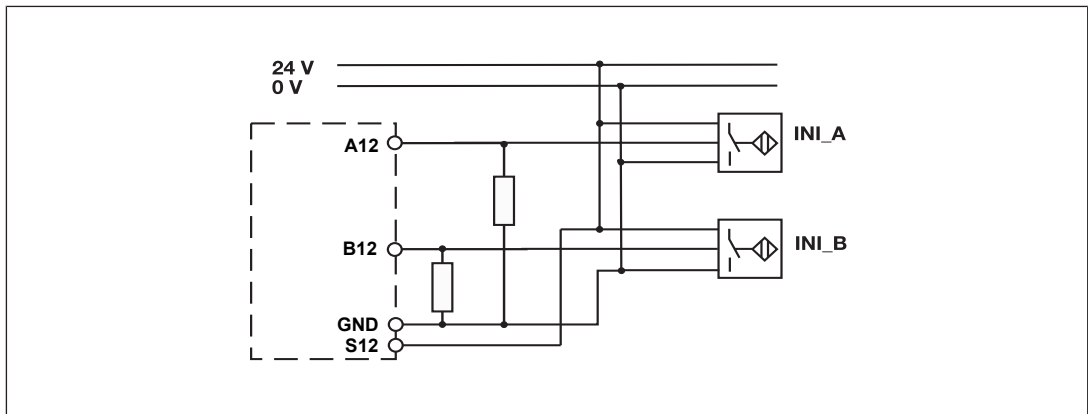 24 V
0 V
A12
INI_A
B12
INI_B
GND
S12